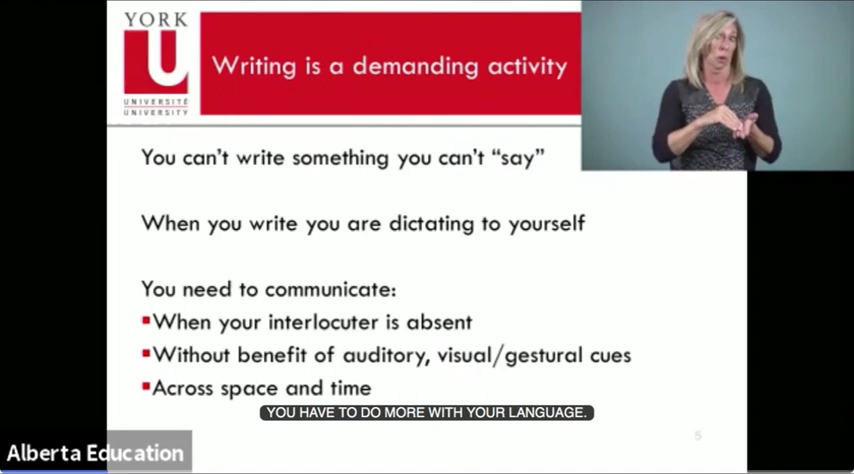 YORK
U
UNIVERSITÉ
UNIVERSITY
Writing is a demanding activity
You can't write something you can't "say"
When you write you are dictating to yourself
You need to communicate:
When your interlocuter is absent
Without benefit of auditory, visual/gestural cues
Across space and time
YOU HAVE TO DO MORE WITH YOUR LANGUAGE.
5
Alberta Education